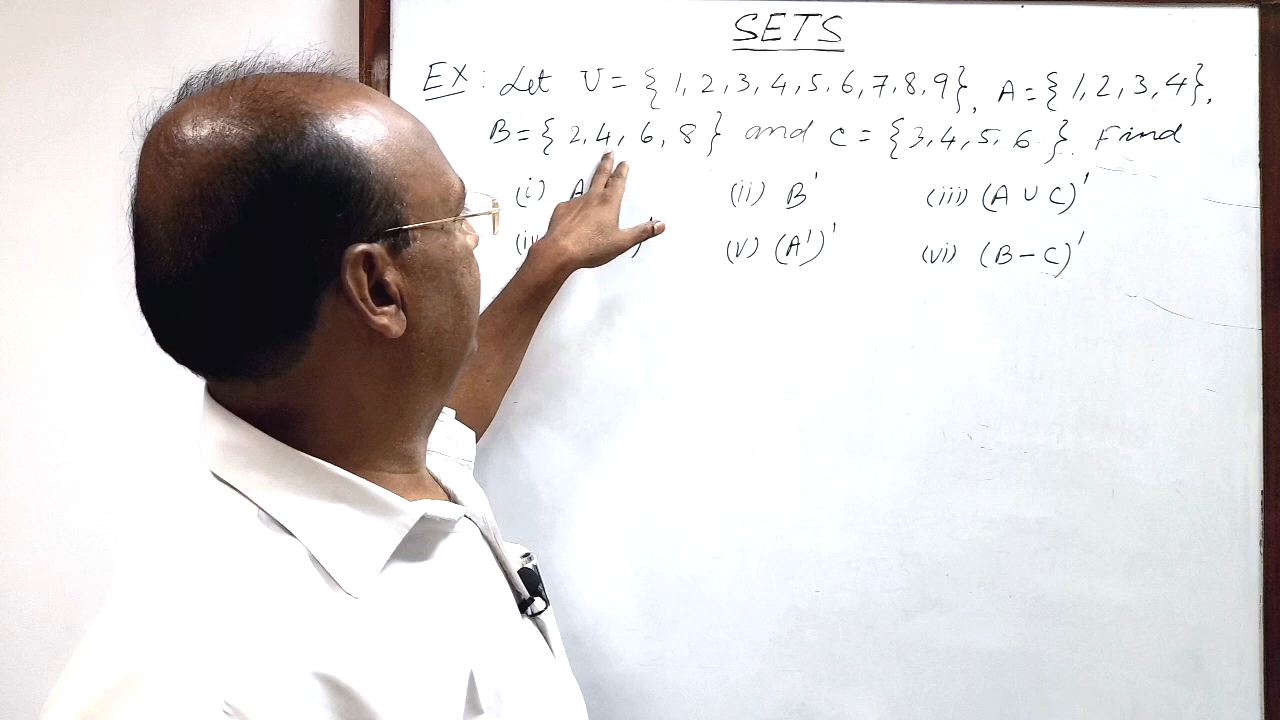 SETS
EX : Let U = { 1, 2, 3, 4, 5, 6, 7, 8, 9 }, A = { 1, 2, 3, 4 },
B = { 2, 4, 6, 8 } and C = { 3, 4, 5, 6 }. Find
(i) A (ii) B' (iii) (A ∪ C)'
(iv ) ' (v) (A')' (vi) (B − C)'